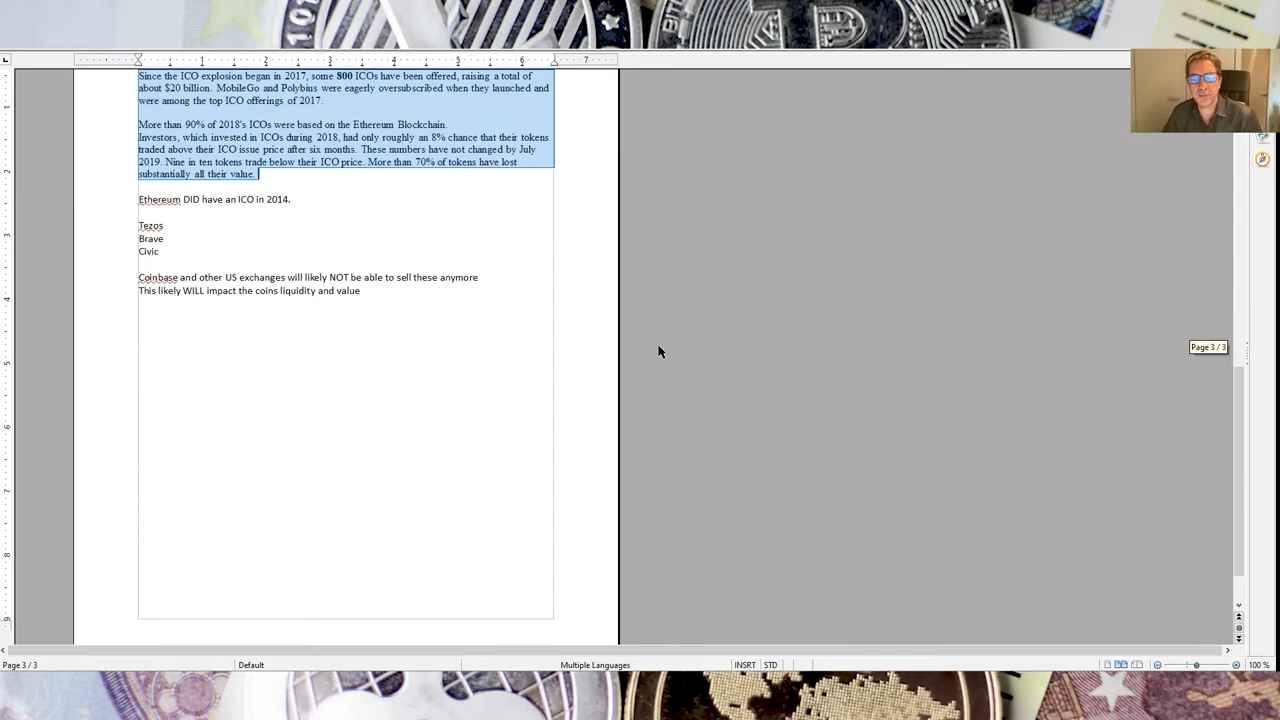 1 2 3 4 5 6 7
Since the ICO explosion began in 2017, some 800 ICOs have been offered, raising a total of
about $20 billion. MobileGo and Polybius were eagerly oversubscribed when they launched and
were among the top ICO offerings of 2017.
More than 90% of 2018's ICOs were based on the Ethereum Blockchain.
Investors, which invested in ICOs during 2018, had only roughly an 8% chance that their tokens
traded above their ICO issue price after six months. These numbers have not changed by July
2019. Nine in ten tokens trade below their ICO price. More than 70% of tokens have lost
substantially all their value.
Ethereum DID have an ICO in 2014.
Tezos
Brave
Civic
Coinbase and other US exchanges will likely NOT be able to sell these anymore
This likely WILL impact the coins liquidity and value
Page 3 / 3
Page 3 / 3 Default Multiple Languages INSRT STD 100 %